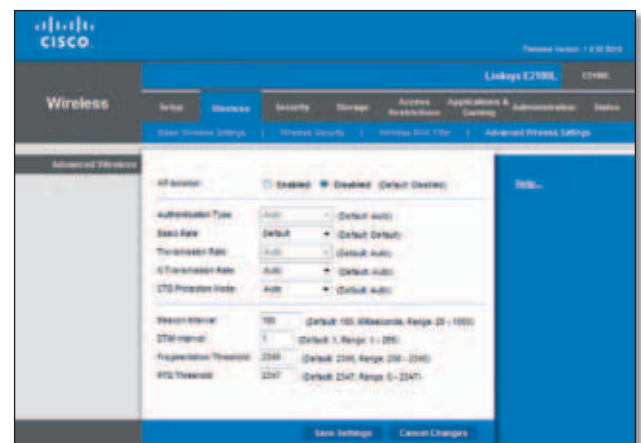 CISCO
Linksys E2100L
Wireless
Setup Wireless Security Storage Access Restrictions Applications & Gaming Administration Status
Basic Wireless Settings | Wireless Security | Wireless MAC Filter | Advanced Wireless Settings
Advanced Wireless
AP Isolation: Enabled Disabled (Default: Disabled)
Help...
Authentication Type: Auto (Default: Auto)
Basic Rate: Default (Default: Default)
Transmission Rate: Auto (Default: Auto)
N Transmission Rate: Auto (Default: Auto)
CTS Protection Mode: Auto (Default: Auto)
Beacon Interval: 100 (Default: 100, Milliseconds, Range: 20 - 1000)
DTIM Interval: 1 (Default: 1, Range: 1 - 255)
Fragmentation Threshold: 2346 (Default: 2346, Range: 256 - 2346)
RTS Threshold: 2347 (Default: 2347, Range: 0 - 2347)
Save Settings Cancel Changes